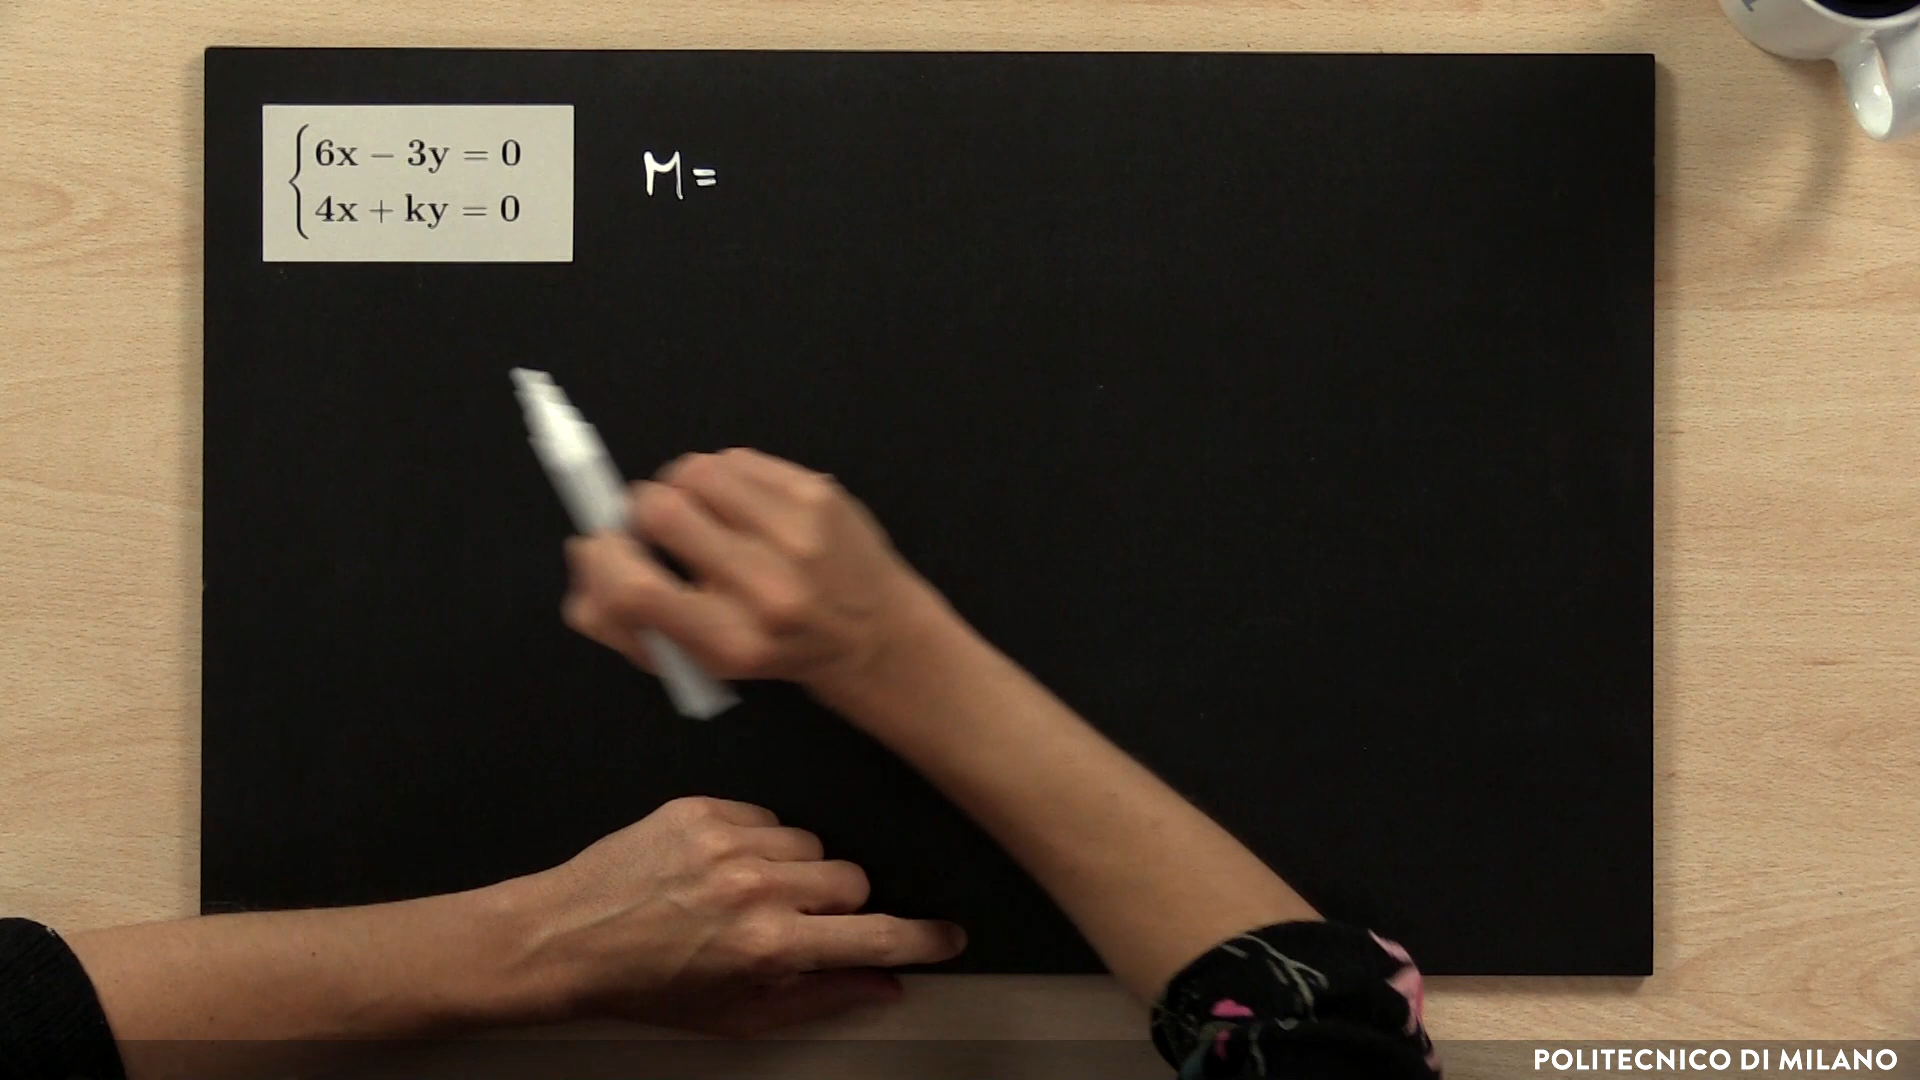 6x − 3y = 0
4x + ky = 0
M =
POLITECNICO DI MILANO